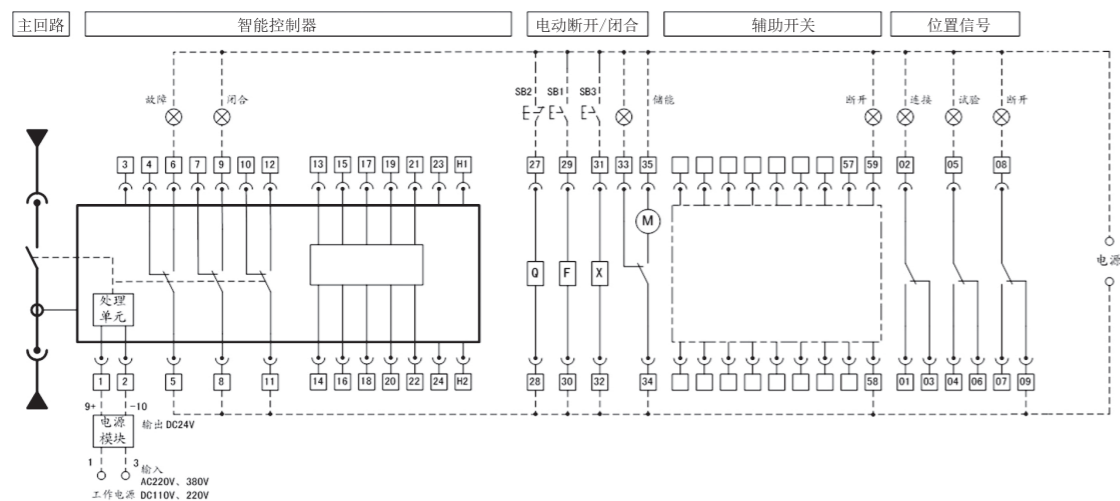 主回路 智能控制器 电动断开/闭合 辅助开关 位置信号
SB2 SB1 SB3
故障 闭合 储能 断开 连接 试验 断开
3 4 6 7 9 10 12 13 15 17 19 21 23 H1 27 29 31 33 35 57 59 02 05 08
M
电源
Q F X
处理
单元
1 2 5 8 11 14 16 18 20 22 24 H2 28 30 32 34 58 01 03 04 06 07 09
9+ -10
电源
模块
输出 DC24V
1 3 输入
AC220V、380V
工作电源 DC110V、220V